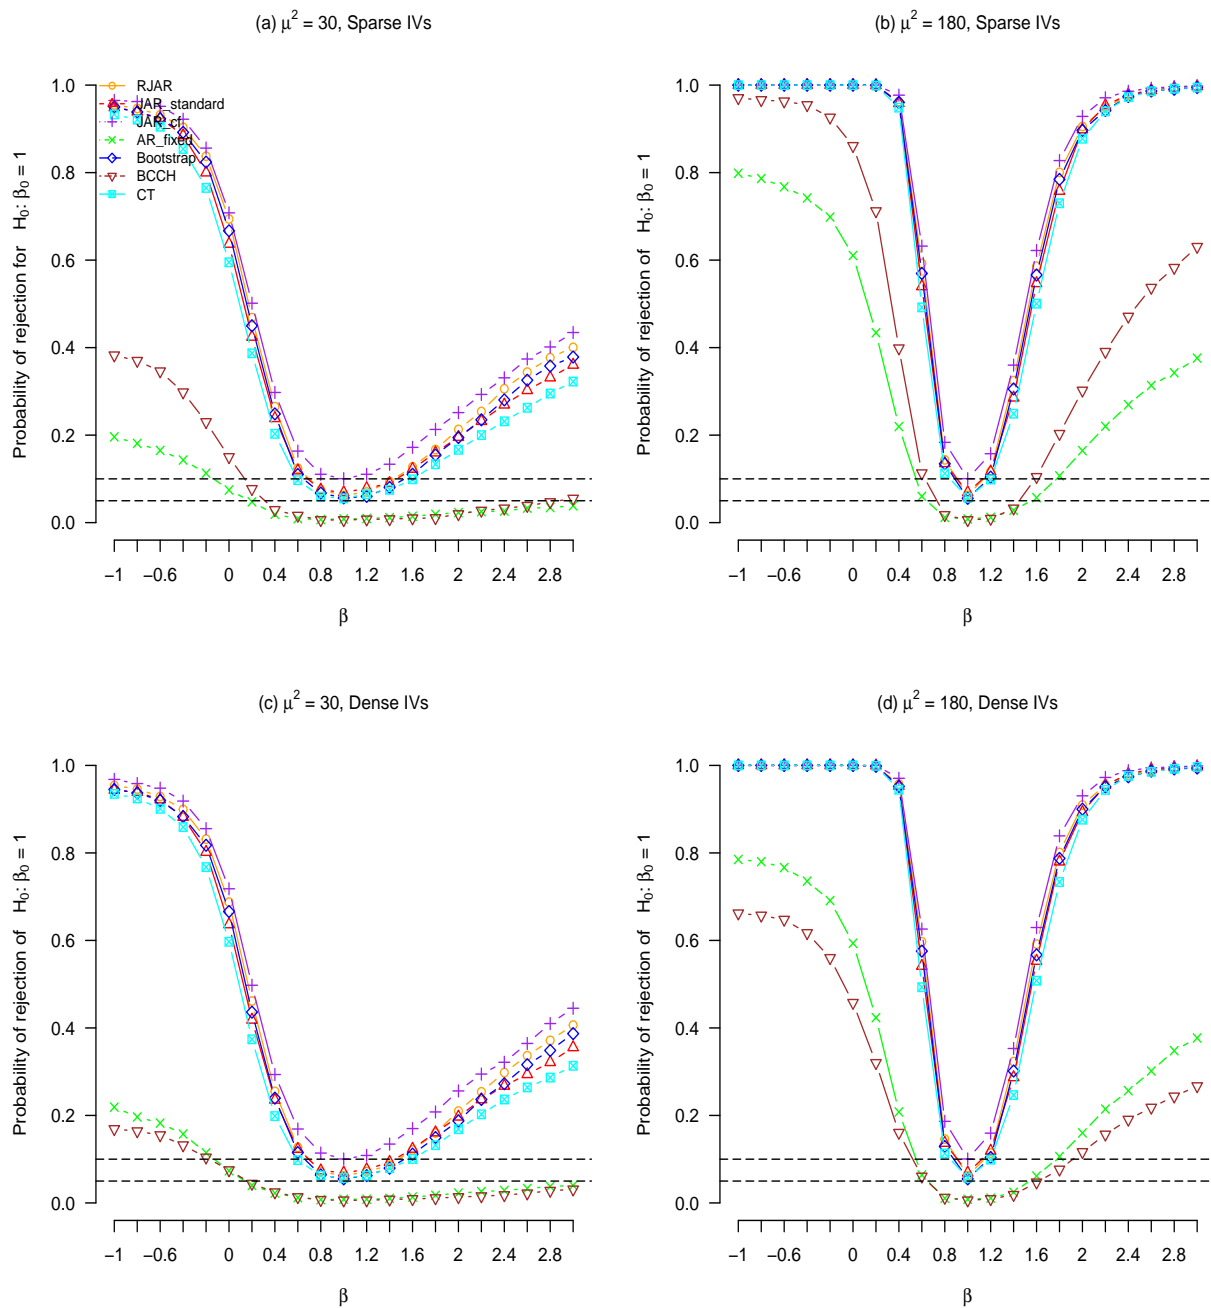 (a) μ² = 30, Sparse IVs
Probability of rejection for H₀: β₀ = 1
1.0
0.8
0.6
0.4
0.2
0.0
RJAR
JAR_standard
JAR_cf
AR_fixed
Bootstrap
BCCH
CT
−1 −0.6 0 0.4 0.8 1.2 1.6 2 2.4 2.8
β
(b) μ² = 180, Sparse IVs
Probability of rejection of H₀: β₀ = 1
1.0
0.8
0.6
0.4
0.2
0.0
−1 −0.6 0 0.4 0.8 1.2 1.6 2 2.4 2.8
β
(c) μ² = 30, Dense IVs
Probability of rejection of H₀: β₀ = 1
1.0
0.8
0.6
0.4
0.2
0.0
−1 −0.6 0 0.4 0.8 1.2 1.6 2 2.4 2.8
β
(d) μ² = 180, Dense IVs
Probability of rejection of H₀: β₀ = 1
1.0
0.8
0.6
0.4
0.2
0.0
−1 −0.6 0 0.4 0.8 1.2 1.6 2 2.4 2.8
β